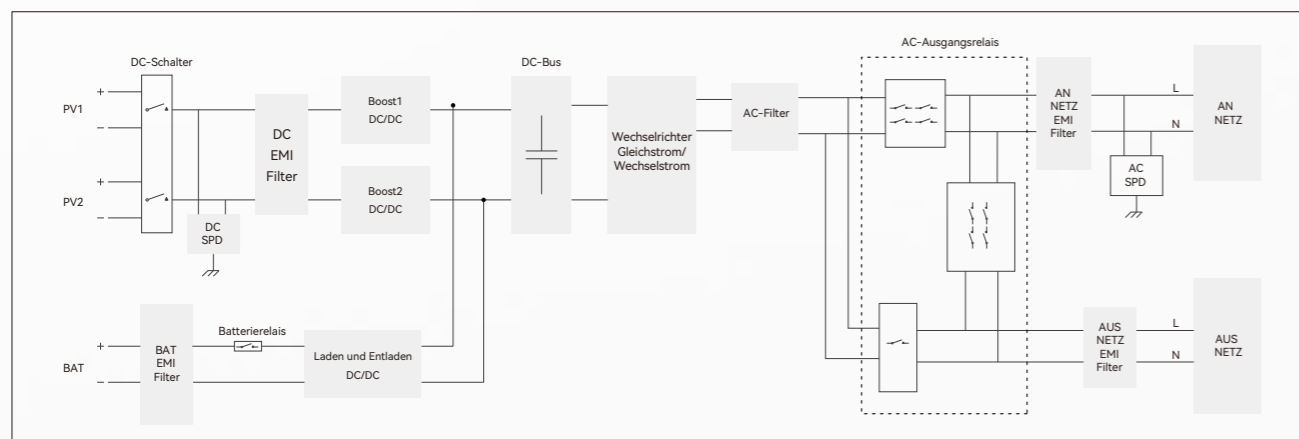 DC-Schalter
PV1
+
−
PV2
+
−
DC
SPD
DC
EMI
Filter
Boost1
DC/DC
Boost2
DC/DC
DC-Bus
Wechselrichter
Gleichstrom/
Wechselstrom
AC-Filter
AC-Ausgangsrelais
AN
NETZ
EMI
Filter
L
N
AC
SPD
AN
NETZ
BAT
+
−
BAT
EMI
Filter
Batterierelais
Laden und Entladen
DC/DC
AUS
NETZ
EMI
Filter
L
N
AUS
NETZ